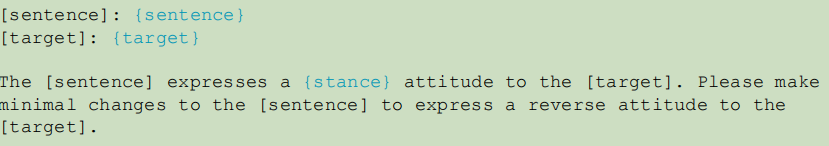 [sentence]: {sentence}
[target]: {target}
The [sentence] expresses a {stance} attitude to the [target]. Please make
minimal changes to the [sentence] to express a reverse attitude to the
[target].